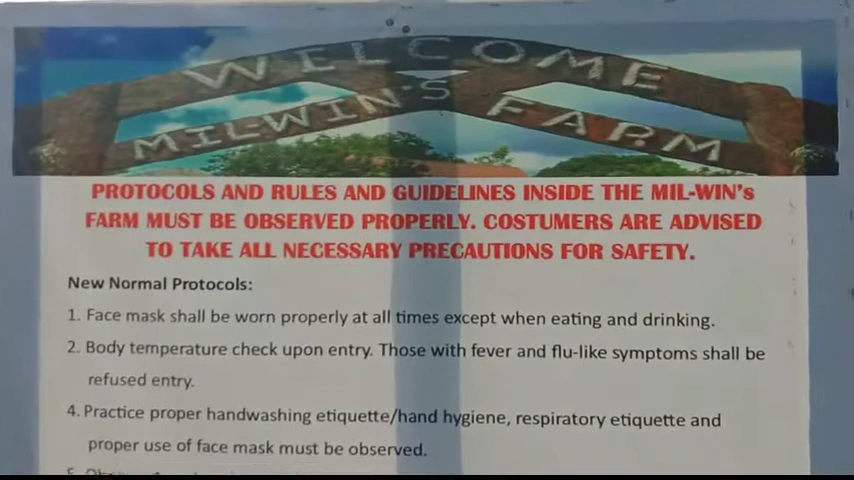 WELCOME
MILWIN'S FARM
PROTOCOLS AND RULES AND GUIDELINES INSIDE THE MIL-WIN'S
FARM MUST BE OBSERVED PROPERLY. COSTUMERS ARE ADVISED
TO TAKE ALL NECESSARY PRECAUTIONS FOR SAFETY.
New Normal Protocols:
1. Face mask shall be worn properly at all times except when eating and drinking.
2. Body temperature check upon entry. Those with fever and flu-like symptoms shall be
refused entry.
4. Practice proper handwashing etiquette/hand hygiene, respiratory etiquette and
proper use of face mask must be observed.